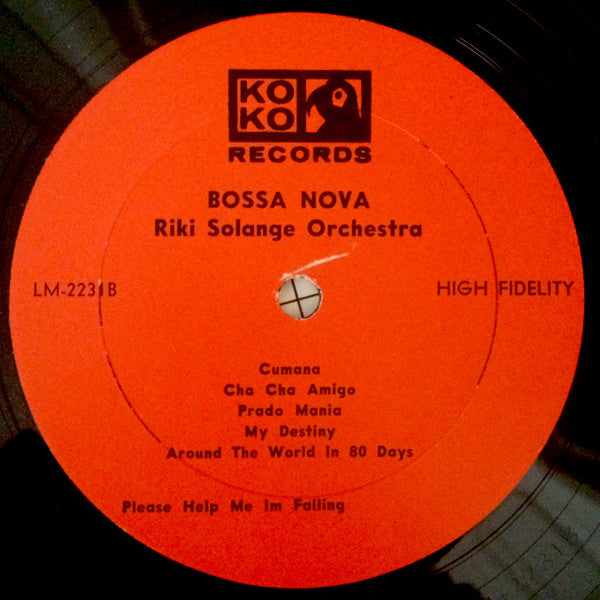 KO
KO
RECORDS
BOSSA NOVA
Riki Solange Orchestra
LM-2231B
HIGH FIDELITY
Cumana
Cha Cha Amigo
Prado Mania
My Destiny
Around The World In 80 Days
Please Help Me Im Falling